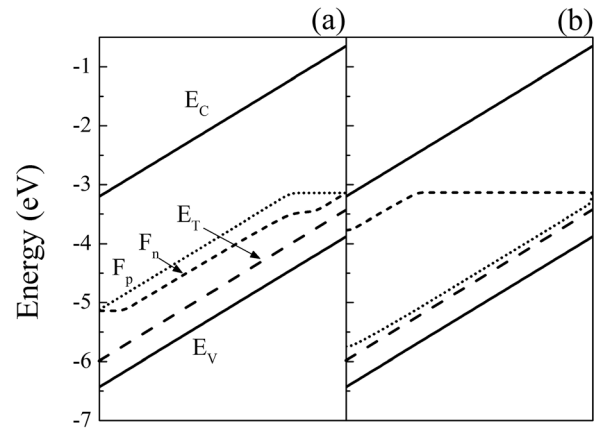 (a)
(b)
Energy (eV)
-1
-2
-3
-4
-5
-6
-7
E_C
E_T
F_n
F_p
E_V